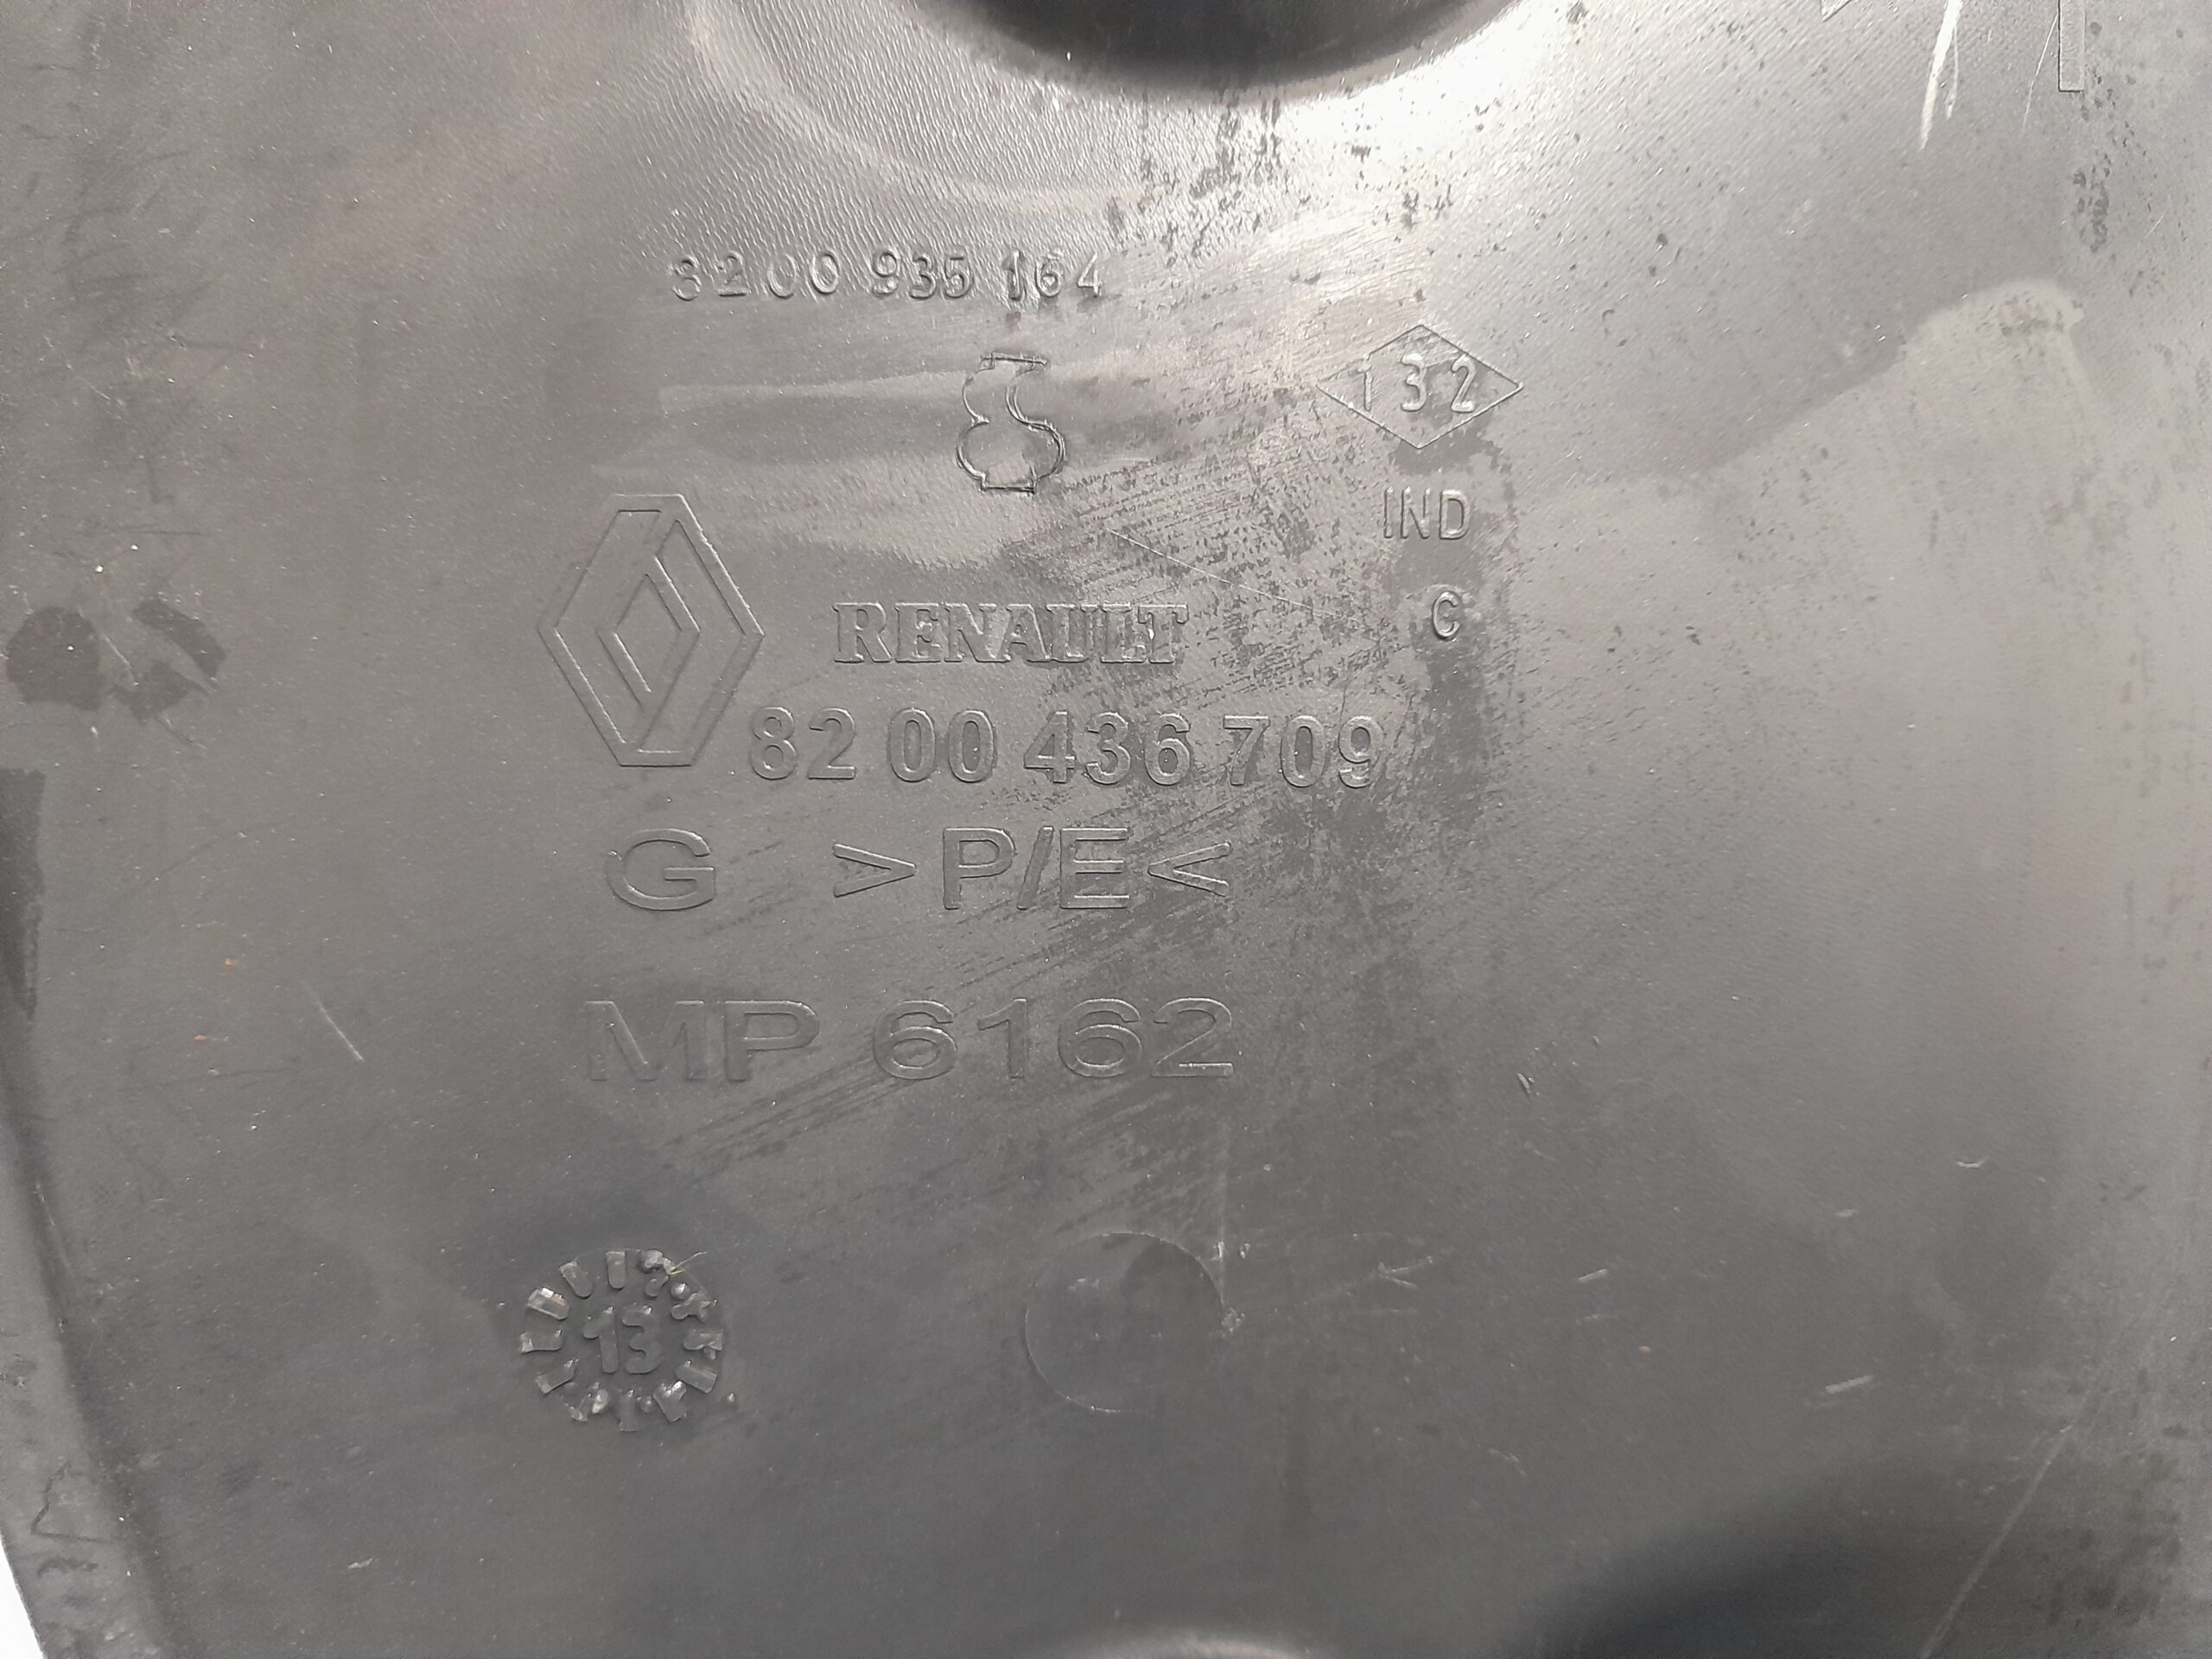 8200 935 164
132
IND
C
RENAULT
82 00 436 709
G >P/E<
MP 6162
13